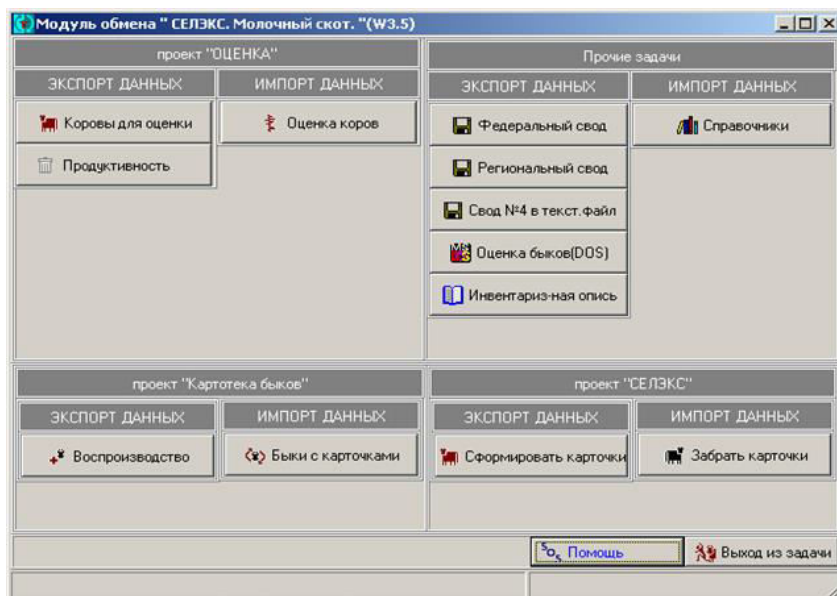 Модуль обмена " СЕЛЭКС. Молочный скот. "(W3.5)
проект "ОЦЕНКА"
ЭКСПОРТ ДАННЫХ
ИМПОРТ ДАННЫХ
Коровы для оценки
Оценка коров
Продуктивность
Прочие задачи
ЭКСПОРТ ДАННЫХ
ИМПОРТ ДАННЫХ
Федеральный свод
Справочники
Региональный свод
Свод №4 в текст.файл
Оценка быков(DOS)
Инвентариз-ная опись
проект "Картотека быков"
ЭКСПОРТ ДАННЫХ
ИМПОРТ ДАННЫХ
Воспроизводство
Быки с карточками
проект "СЕЛЭКС"
ЭКСПОРТ ДАННЫХ
ИМПОРТ ДАННЫХ
Сформировать карточки
Забрать карточки
SOS Помощь
Выход из задачи